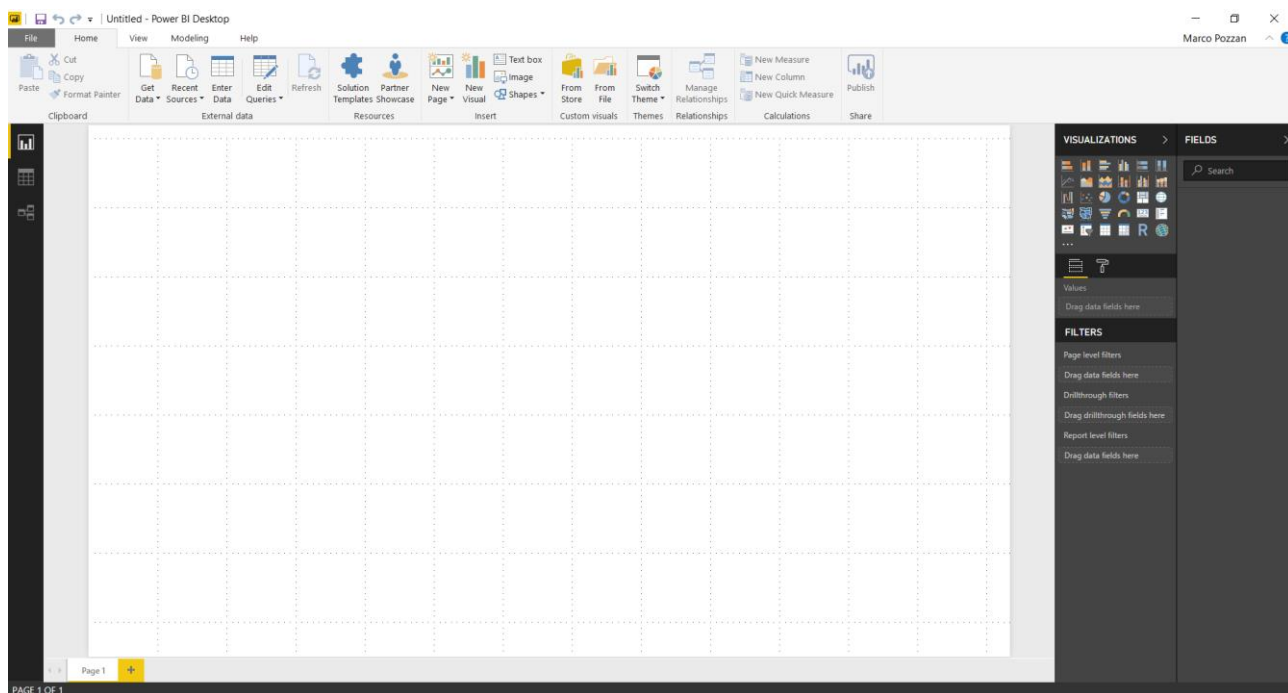 Untitled - Power BI Desktop
File Home View Modeling Help
Marco Pozzan
Paste
Cut
Copy
Format Painter
Clipboard
Get Data
Recent Sources
Enter Data
Edit Queries
Refresh
External data
Solution Templates
Partner Showcase
Resources
New Page
New Visual
Text box
Image
Shapes
Insert
From Store
From File
Custom visuals
Switch Theme
Themes
Manage Relationships
Relationships
New Measure
New Column
New Quick Measure
Calculations
Publish
Share
VISUALIZATIONS
R
Values
Drag data fields here
FILTERS
Page level filters
Drag data fields here
Drillthrough filters
Drag drillthrough fields here
Report level filters
Drag data fields here
FIELDS
Search
Page 1
PAGE 1 OF 1